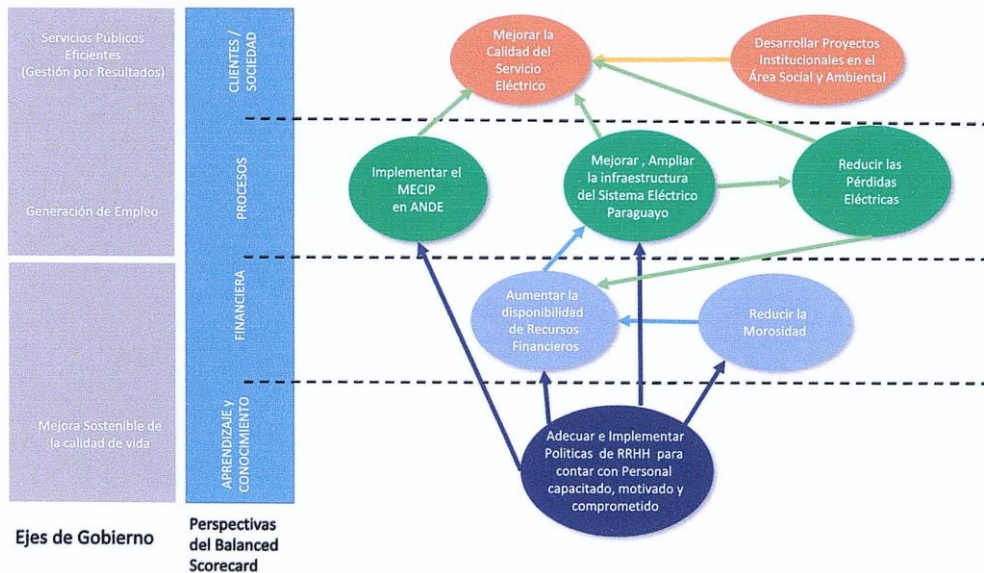 Servicios Públicos
Eficientes
(Gestión por Resultados)
Generación de Empleo
Mejora Sostenible de
la calidad de vida
Ejes de Gobierno
CLIENTES /
SOCIEDAD
PROCESOS
FINANCIERA
APRENDIZAJE y
CONOCIMIENTO
Perspectivas
del Balanced
Scorecard
Mejorar la
Calidad del
Servicio
Eléctrico
Desarrollar Proyectos
Institucionales en el
Área Social y Ambiental
Implementar el
MECIP
en ANDE
Mejorar , Ampliar
la infraestructura
del Sistema Eléctrico
Paraguayo
Reducir las
Pérdidas
Eléctricas
Aumentar la
disponibilidad
de Recursos
Financieros
Reducir la
Morosidad
Adecuar e Implementar
Politicas de RRHH para
contar con Personal
capacitado, motivado y
comprometido